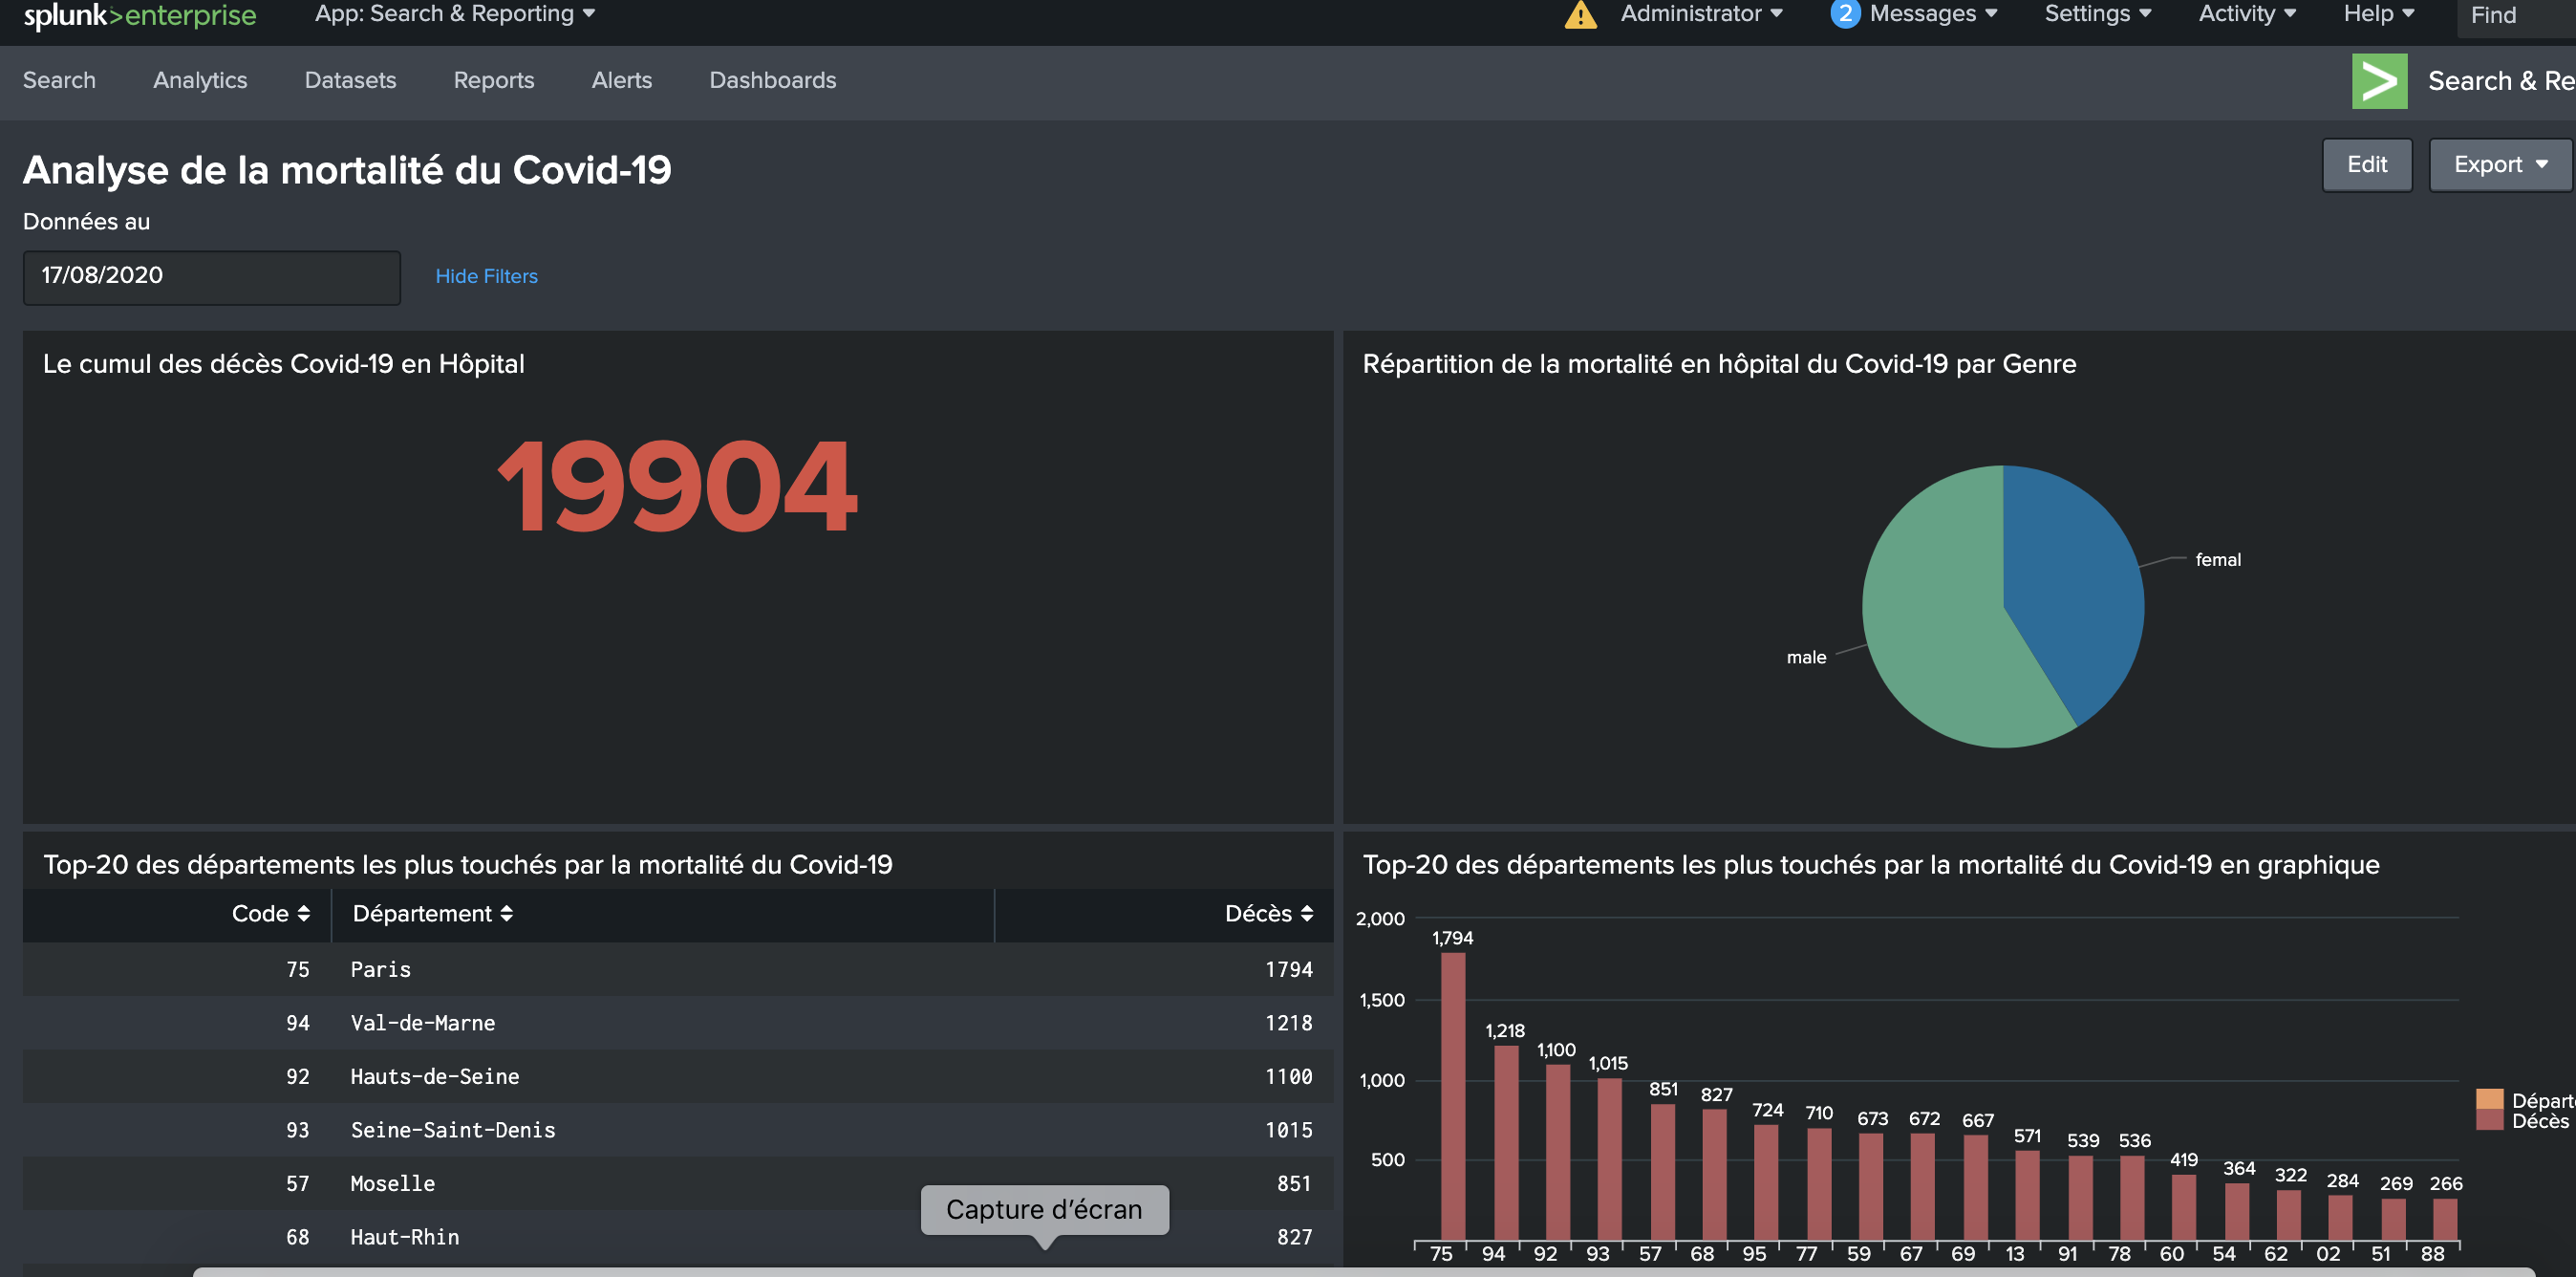 splunk>enterprise App: Search & Reporting Administrator 2 Messages Settings Activity Help Find
Search Analytics Datasets Reports Alerts Dashboards Search & Re
Analyse de la mortalité du Covid-19
Edit Export
Données au
17/08/2020 Hide Filters
Le cumul des décès Covid-19 en Hôpital
19904
Répartition de la mortalité en hôpital du Covid-19 par Genre
femal
male
Top-20 des départements les plus touchés par la mortalité du Covid-19
Code Département Décès
75 Paris 1794
94 Val-de-Marne 1218
92 Hauts-de-Seine 1100
93 Seine-Saint-Denis 1015
57 Moselle 851
68 Haut-Rhin 827
Capture d'écran
Top-20 des départements les plus touchés par la mortalité du Covid-19 en graphique
2,000
1,500
1,000
500
1,794 1,218 1,100 1,015 851 827 724 710 673 672 667 571 539 536 419 364 322 284 269 266
75 94 92 93 57 68 95 77 59 67 69 13 91 78 60 54 62 02 51 88
Départ
Décès